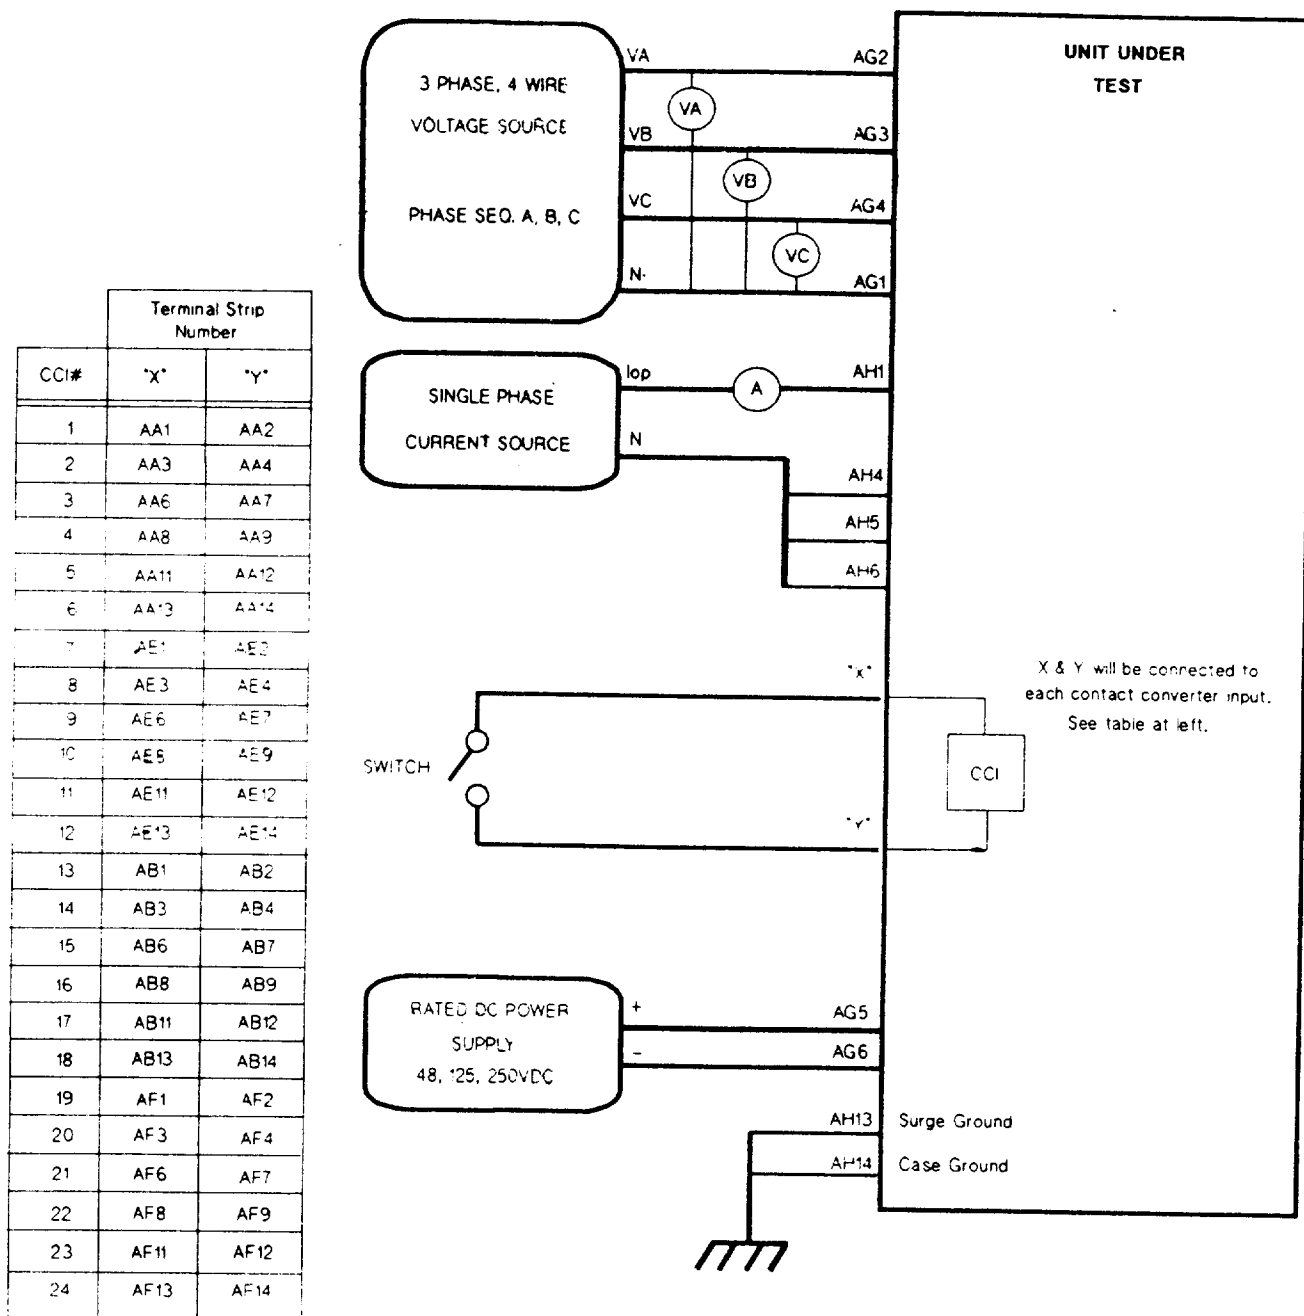 VA
AG2
UNIT UNDER
TEST
3 PHASE, 4 WIRE
VOLTAGE SOURCE
PHASE SEQ. A, B, C
VA
VB
AG3
VB
VC
AG4
VC
N
AG1
Terminal Strip
Number
CCI# "X" "Y"
1 AA1 AA2
2 AA3 AA4
3 AA6 AA7
4 AA8 AA9
5 AA11 AA12
6 AA13 AA14
7 AE1 AE2
8 AE3 AE4
9 AE6 AE7
10 AE8 AE9
11 AE11 AE12
12 AE13 AE14
13 AB1 AB2
14 AB3 AB4
15 AB6 AB7
16 AB8 AB9
17 AB11 AB12
18 AB13 AB14
19 AF1 AF2
20 AF3 AF4
21 AF6 AF7
22 AF8 AF9
23 AF11 AF12
24 AF13 AF14
Iop
AH1
SINGLE PHASE
CURRENT SOURCE
A
N
AH4
AH5
AH6
"X"
X & Y will be connected to
each contact converter input.
See table at left.
SWITCH
CCI
"Y"
RATED DC POWER
SUPPLY
48, 125, 250VDC
+
AG5
-
AG6
AH13 Surge Ground
AH14 Case Ground